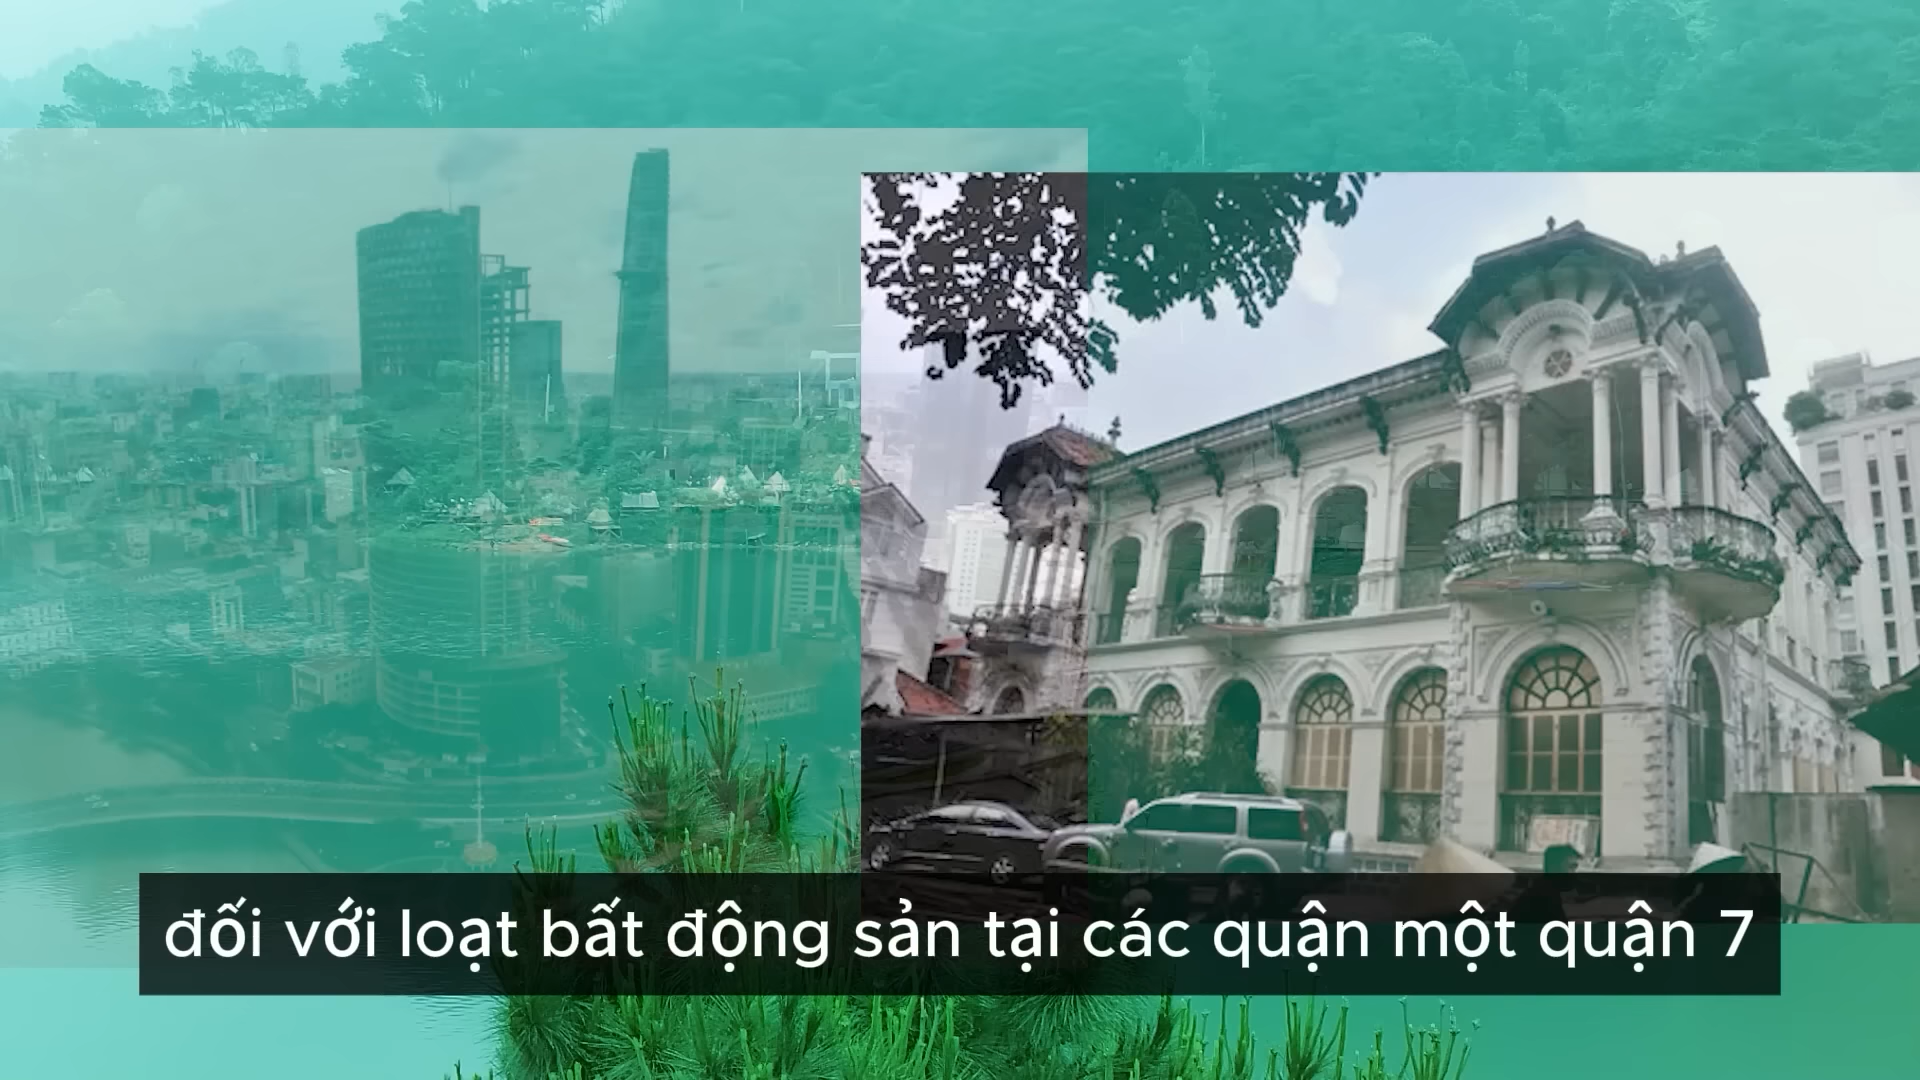 đối với loạt bất động sản tại các quận một quận 7